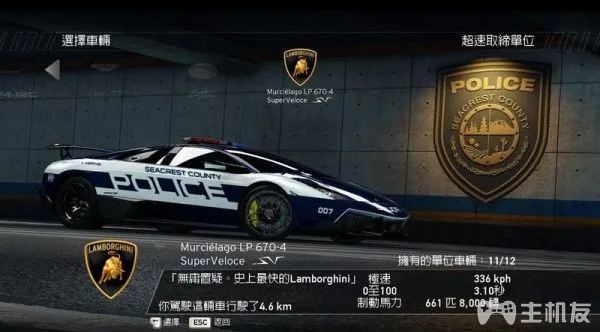 選擇車輛
超速取締單位
LAMBORGHINI
Murciélago LP 670-4
SuperVeloce SV
POLICE
SEACREST COUNTY
SEACREST COUNTY
POLICE
007
LAMBORGHINI
Murciélago LP 670-4
SuperVeloce SV
擁有的單位車輛：11/12
「無庸置疑。史上最快的Lamborghini」
極速 336 kph
0至100 3.10秒
制動馬力 661 匹 8,000 轉
你駕駛這輛車行駛了4.6 km
選擇 ESC 返回
主机友